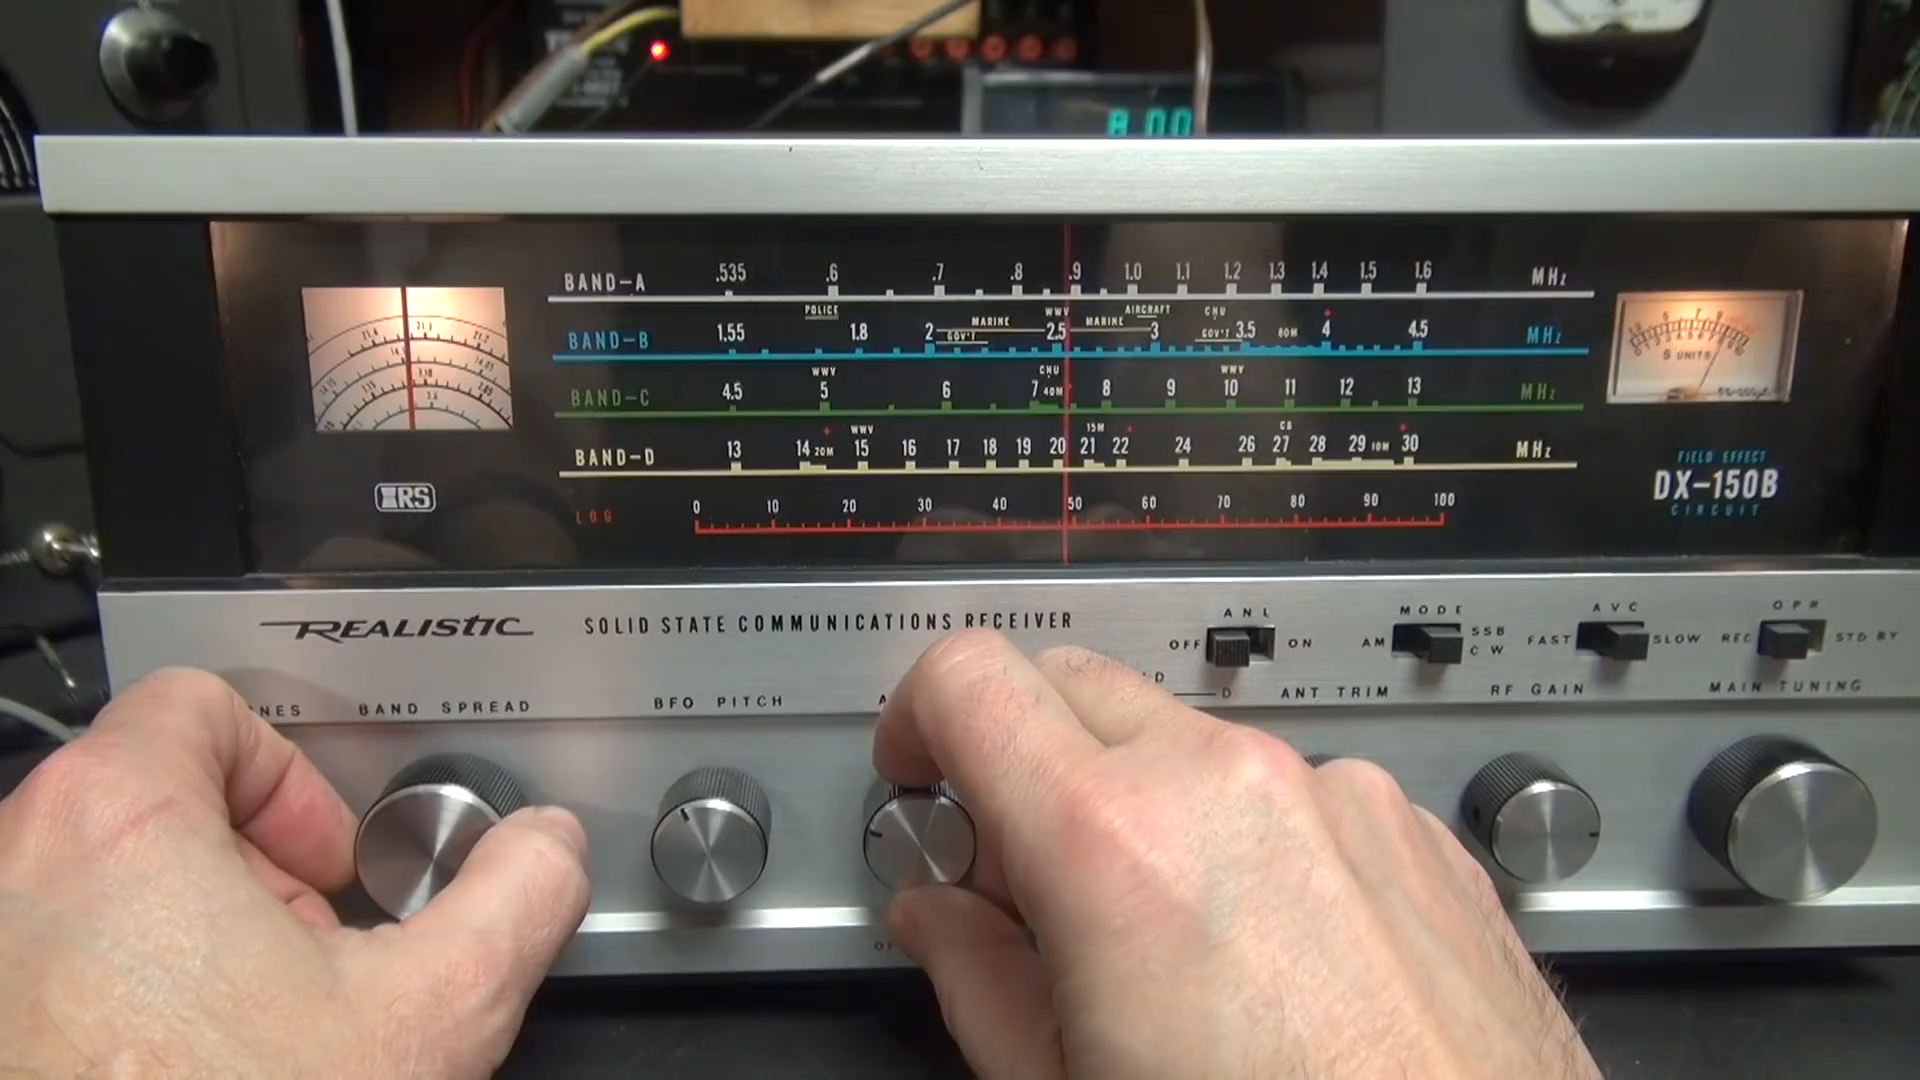 8.00
BAND-A .535 .6 .7 .8 .9 1.0 1.1 1.2 1.3 1.4 1.5 1.6 MHz
POLICE WWV AIRCRAFT CHU
MARINE MARINE
BAND-B 1.55 1.8 2 GOV'T 2.5 3 GOV'T 3.5 80M 4 4.5 MHz
WWV CHU WWV
BAND-C 4.5 5 6 7 40M 8 9 10 11 12 13 MHz
WWV 15M CB
BAND-D 13 14 20M 15 16 17 18 19 20 21 22 24 26 27 28 29 10M 30 MHz
LOG 0 10 20 30 40 50 60 70 80 90 100
S UNITS
IRS
FIELD EFFECT
DX-150B
CIRCUIT
REALISTIC SOLID STATE COMMUNICATIONS RECEIVER
ANL MODE AVC OPR
OFF ON AM SSB CW FAST SLOW REC STD BY
NES BAND SPREAD BFO PITCH A D D ANT TRIM RF GAIN MAIN TUNING